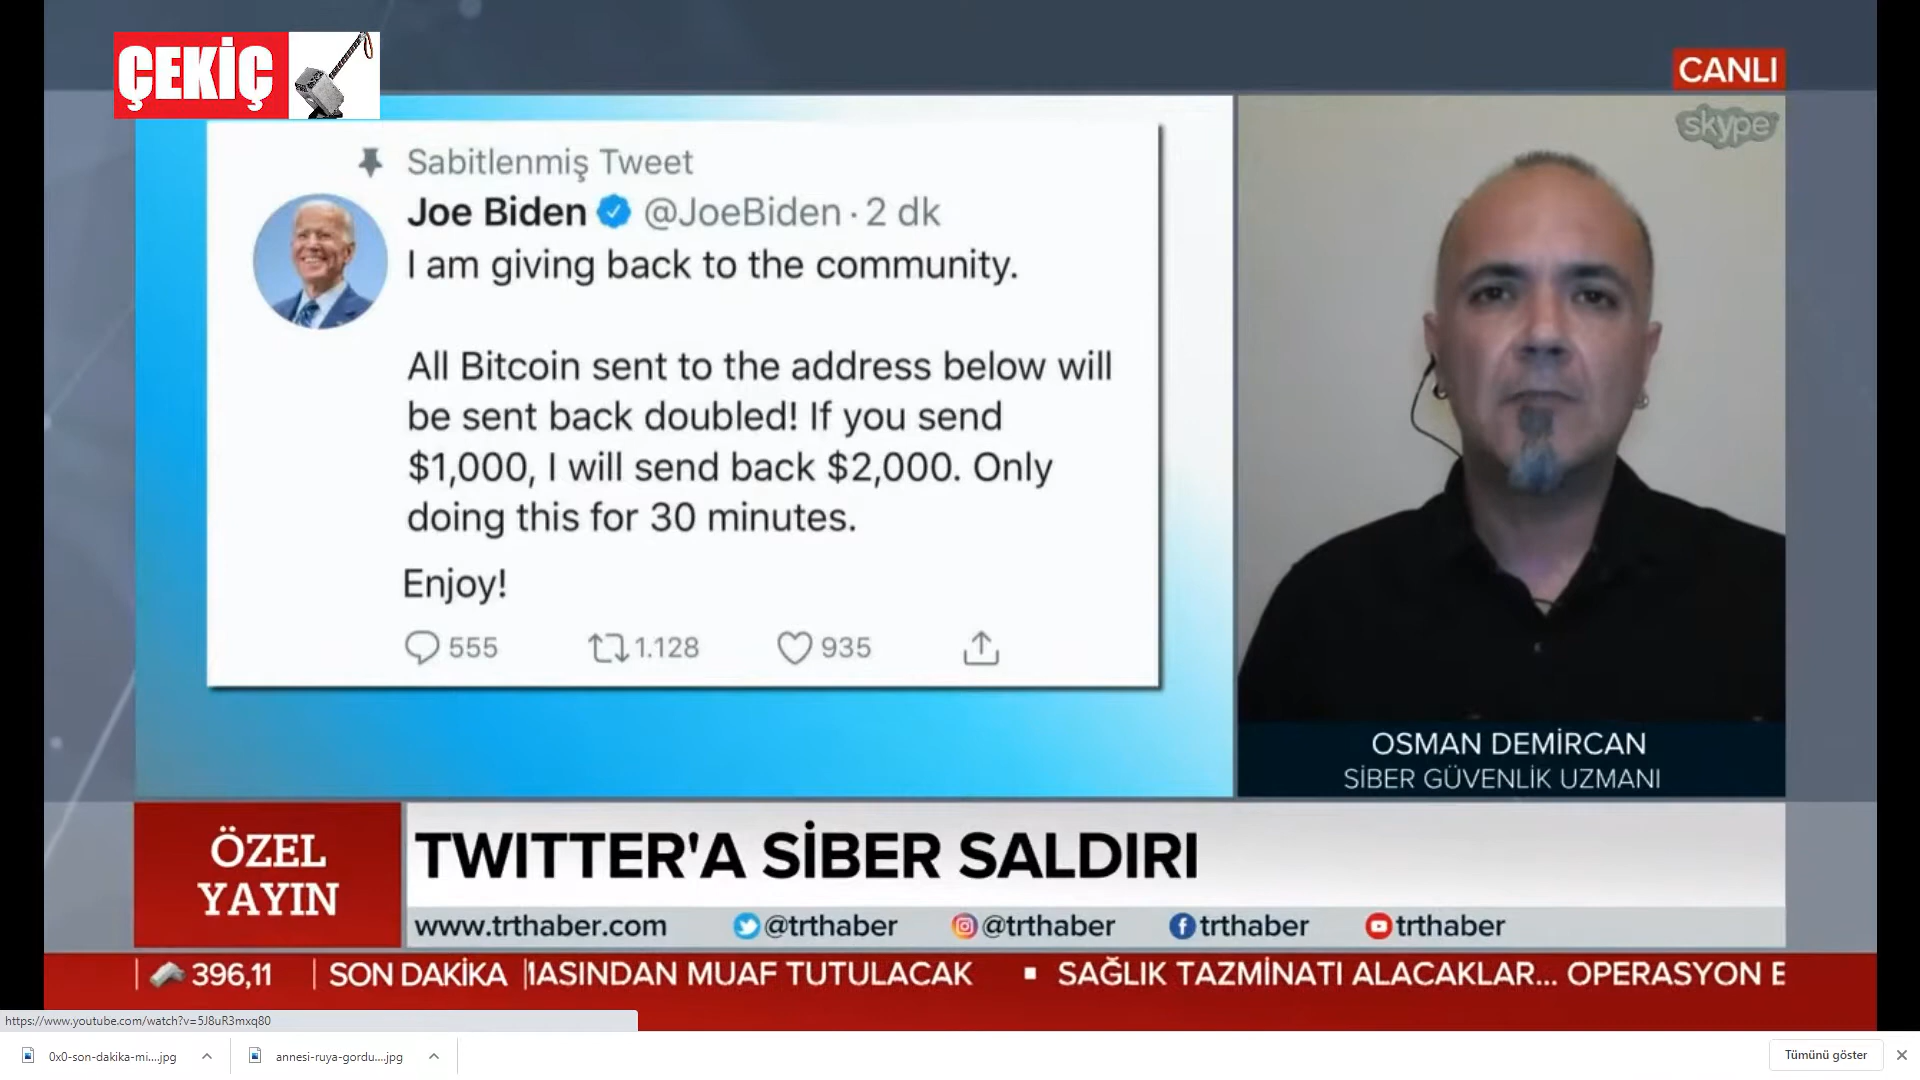 ÇEKİÇ
CANLI
skype
Sabitlenmiş Tweet
Joe Biden @JoeBiden · 2 dk
I am giving back to the community.
All Bitcoin sent to the address below will
be sent back doubled! If you send
$1,000, I will send back $2,000. Only
doing this for 30 minutes.
Enjoy!
555 1.128 935
OSMAN DEMİRCAN
SİBER GÜVENLİK UZMANI
ÖZEL
YAYIN
TWITTER'A SİBER SALDIRI
www.trthaber.com @trthaber @trthaber trthaber trthaber
396,11 SON DAKİKA MUAF TUTULACAK ▪ SAĞLIK TAZMİNATI ALACAKLAR... OPERASYON
https://www.youtube.com/watch?v=5J8uR3mxq80
0x0-son-dakika-mi....jpg annesi-ruya-gordu....jpg Tümünü göster